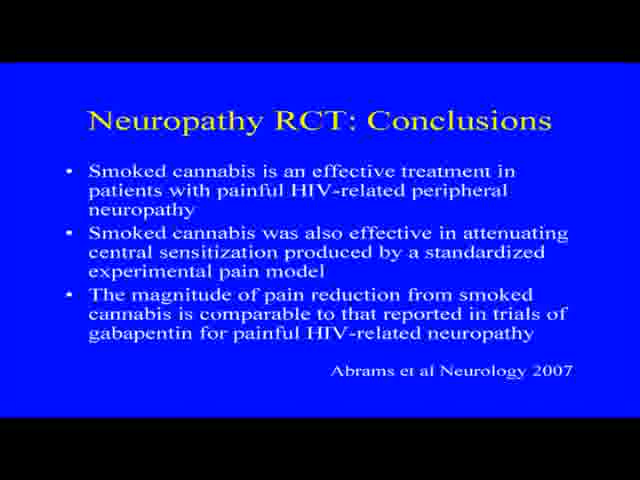 Neuropathy RCT: Conclusions
• Smoked cannabis is an effective treatment in
patients with painful HIV-related peripheral
neuropathy
• Smoked cannabis was also effective in attenuating
central sensitization produced by a standardized
experimental pain model
• The magnitude of pain reduction from smoked
cannabis is comparable to that reported in trials of
gabapentin for painful HIV-related neuropathy
Abrams et al Neurology 2007